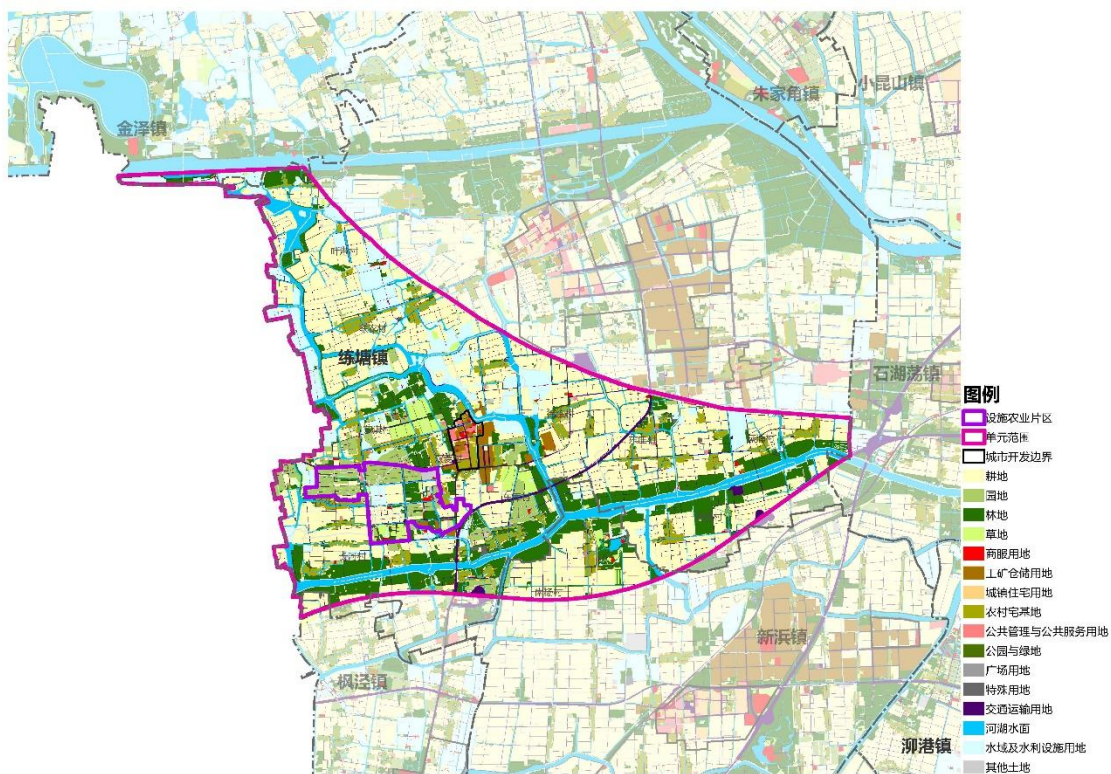 小昆山镇
朱家角镇
金泽镇
练塘镇
石湖荡镇
新浜镇
枫泾镇
泖港镇
图例
设施农业片区
单元范围
城市开发边界
耕地
园地
林地
草地
商服用地
工矿仓储用地
城镇住宅用地
农村宅基地
公共管理与公共服务用地
公园与绿地
广场用地
特殊用地
交通运输用地
河湖水面
水域及水利设施用地
其他土地